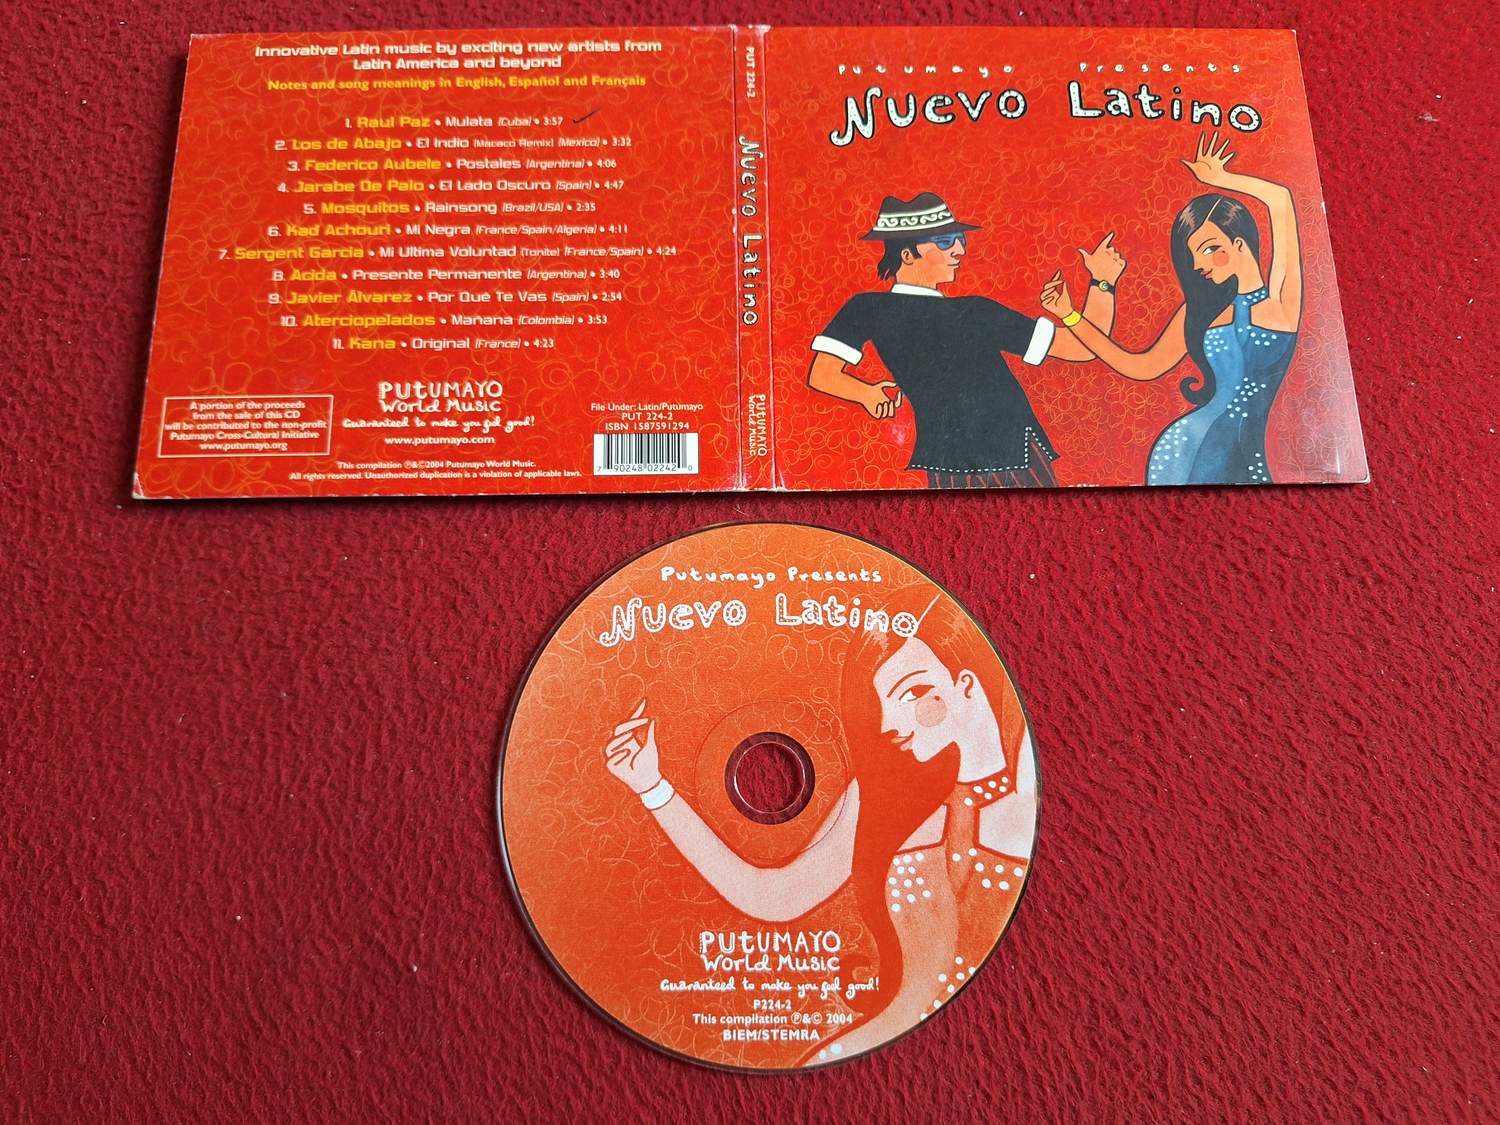 Innovative Latin music by exciting new artists from
Latin America and beyond
Notes and song meanings in English, Español and Français
1. Raul Paz • Mulata (Cuba) • 3:57
2. Los de Abajo • El Indio (Macaco Remix) (Mexico) • 3:32
3. Federico Aubele • Postales (Argentina) • 4:06
4. Jarabe De Palo • El Lado Oscuro (Spain) • 4:47
5. Mosquitos • Rainsong (Brazil/USA) • 2:35
6. Kad Achouri • Mi Negra (France/Spain/Algeria) • 4:11
7. Sergent Garcia • Mi Ultima Voluntad (Tonite) (France/Spain) • 4:24
8. Acida • Presente Permanente (Argentina) • 3:40
9. Javier Álvarez • Por Qué Te Vas (Spain) • 2:54
10. Aterciopelados • Mañana (Colombia) • 3:53
11. Kana • Original (France) • 4:23
A portion of the proceeds
from the sale of this CD
will be contributed to the non-profit
Putumayo Cross-Cultural Initiative
www.putumayo.org
PUTUMAYO
World Music
Guaranteed to make you feel good!
www.putumayo.com
This compilation ℗&©2004 Putumayo World Music.
All rights reserved. Unauthorized duplication is a violation of applicable laws.
File Under: Latin/Putumayo
PUT 224-2
ISBN 1587591294
7 90248 02242 0
PUT 224-2
Nuevo Latino
PUTUMAYO
World Music
Putumayo Presents
Nuevo Latino
Putumayo Presents
Nuevo Latino
PUTUMAYO
World Music
Guaranteed to make you feel good!
P224-2
This compilation ℗&© 2004
BIEM/STEMRA